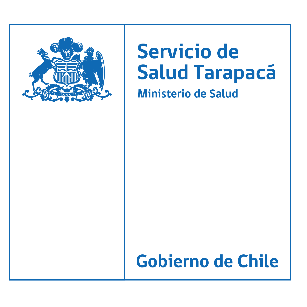 Servicio de
Salud Tarapacá
Ministerio de Salud
Gobierno de Chile